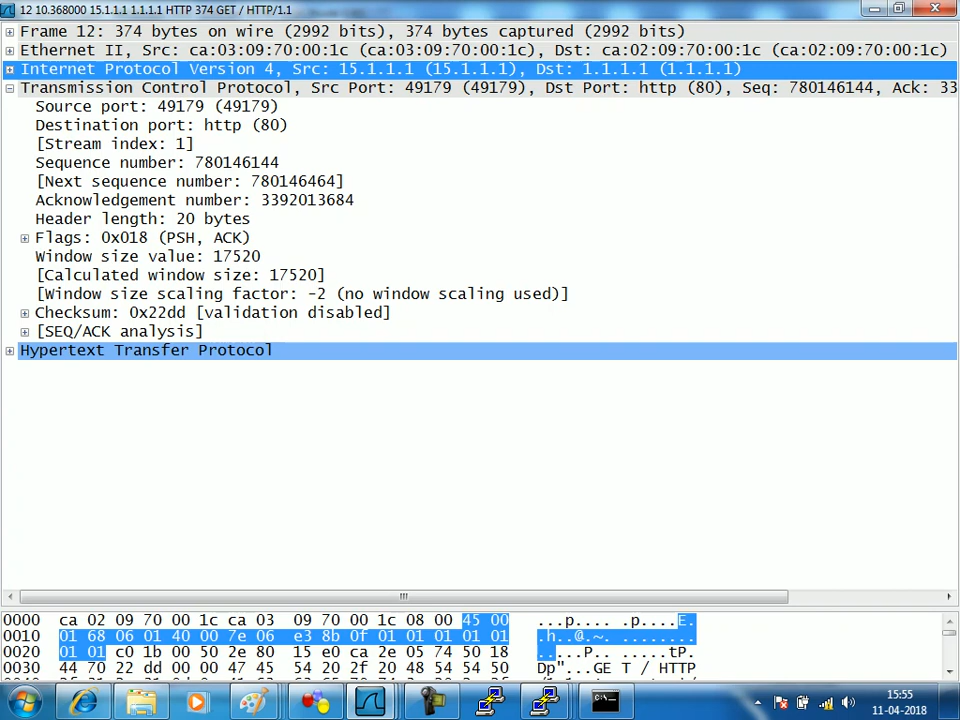 12 10.368000 15.1.1.1 1.1.1.1 HTTP 374 GET / HTTP/1.1
Frame 12: 374 bytes on wire (2992 bits), 374 bytes captured (2992 bits)
Ethernet II, Src: ca:03:09:70:00:1c (ca:03:09:70:00:1c), Dst: ca:02:09:70:00:1c (ca:02:09:70:00:1c)
Internet Protocol Version 4, Src: 15.1.1.1 (15.1.1.1), Dst: 1.1.1.1 (1.1.1.1)
Transmission Control Protocol, Src Port: 49179 (49179), Dst Port: http (80), Seq: 780146144, Ack: 33
Source port: 49179 (49179)
Destination port: http (80)
[Stream index: 1]
Sequence number: 780146144
[Next sequence number: 780146464]
Acknowledgement number: 3392013684
Header length: 20 bytes
Flags: 0x018 (PSH, ACK)
Window size value: 17520
[Calculated window size: 17520]
[Window size scaling factor: -2 (no window scaling used)]
Checksum: 0x22dd [validation disabled]
[SEQ/ACK analysis]
Hypertext Transfer Protocol
0000 ca 02 09 70 00 1c ca 03 09 70 00 1c 08 00 45 00 ...p.... .p....E.
0010 01 68 06 01 40 00 7e 06 e3 8b 0f 01 01 01 01 01 .h..@.~. ........
0020 01 01 c0 1b 00 50 2e 80 15 e0 ca 2e 05 74 50 18 .....P.. .....tP.
0030 44 70 22 dd 00 00 47 45 54 20 2f 20 48 54 54 50 Dp"...GE T / HTTP
15:55
11-04-2018